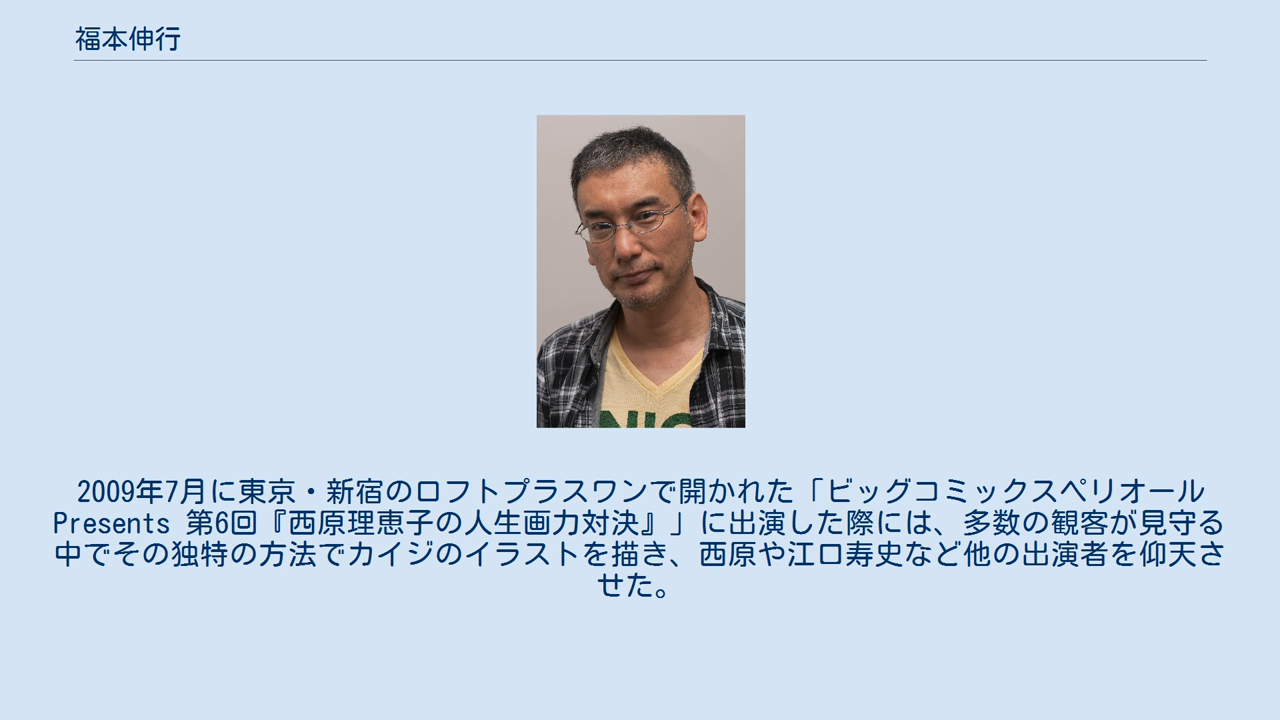 福本伸行
2009年7月に東京・新宿のロフトプラスワンで開かれた「ビッグコミックスペリオール
Presents 第6回『西原理恵子の人生画力対決』」に出演した際には、多数の観客が見守る
中でその独特の方法でカイジのイラストを描き、西原や江口寿史など他の出演者を仰天さ
せた。